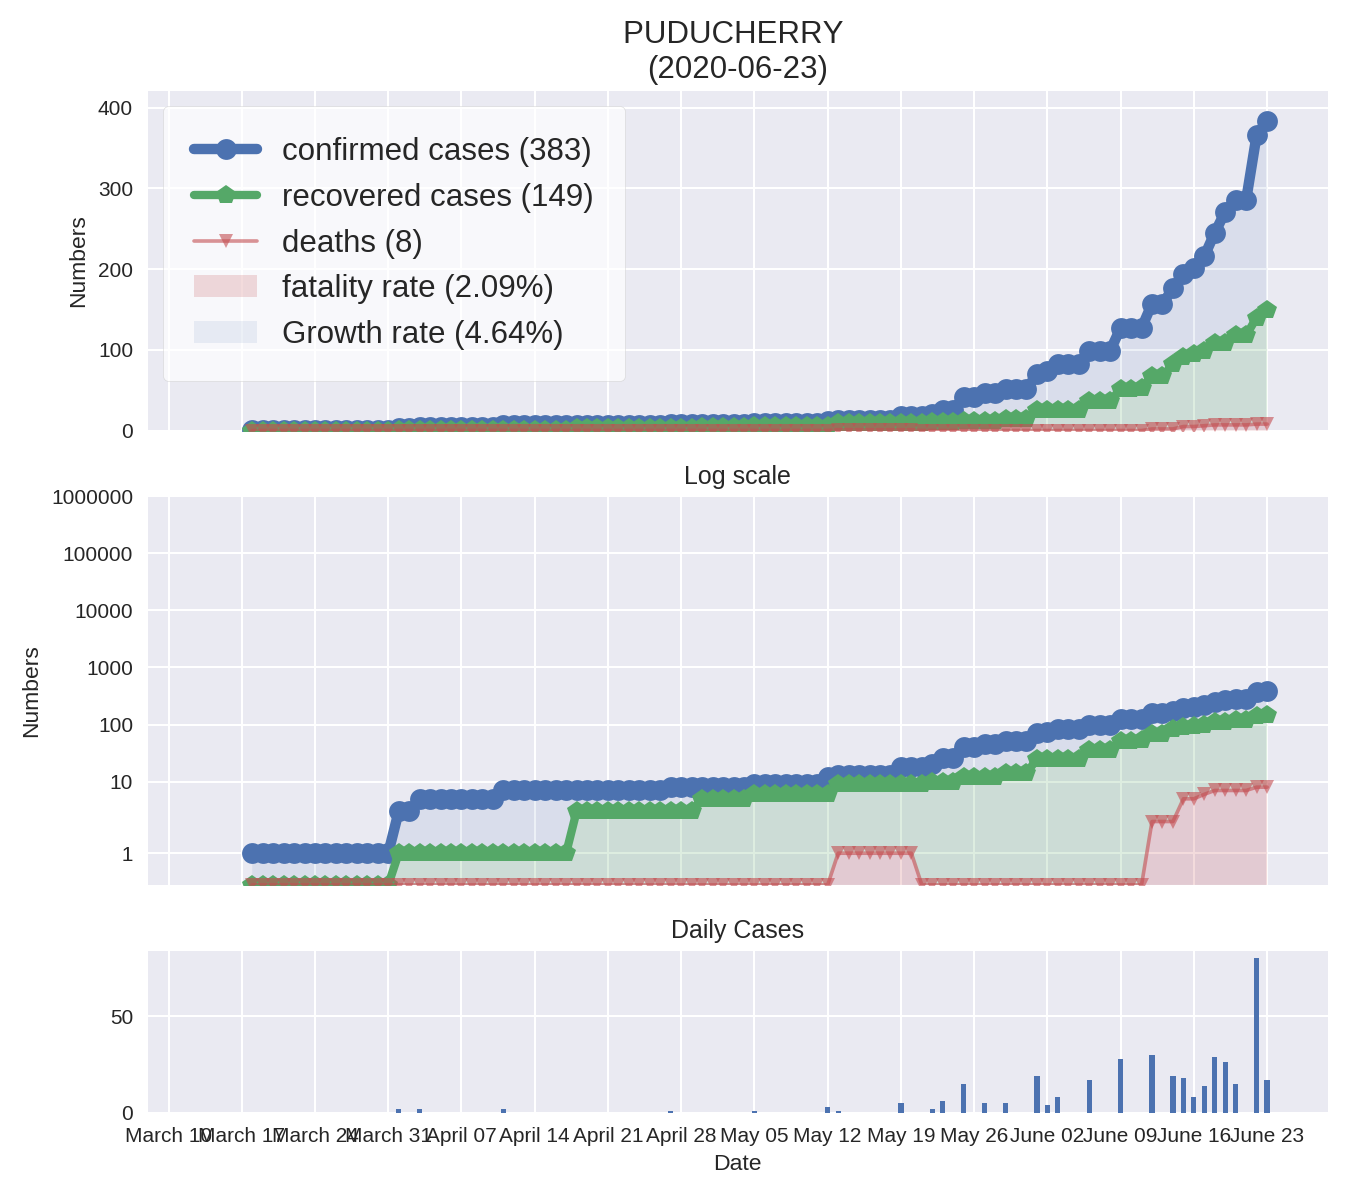 PUDUCHERRY
(2020-06-23)
400
300
200
100
0
Numbers
confirmed cases (383)
recovered cases (149)
deaths (8)
fatality rate (2.09%)
Growth rate (4.64%)
Log scale
1000000
100000
10000
1000
100
10
1
Numbers
Daily Cases
50
0
March 10 March 17 March 24 March 31 April 07 April 14 April 21 April 28 May 05 May 12 May 19 May 26 June 02 June 09 June 16 June 23
Date